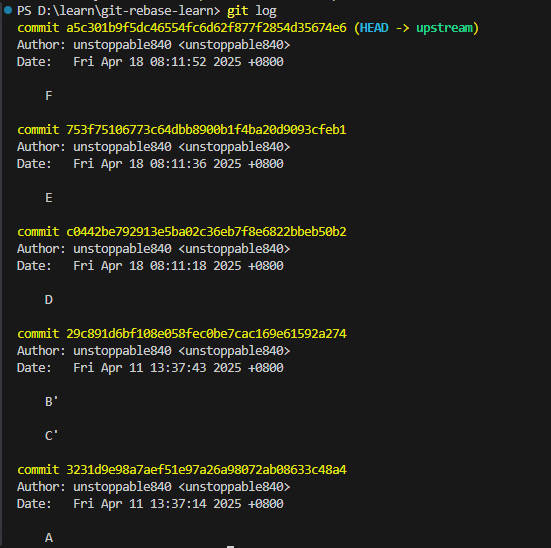 PS D:\learn\git-rebase-learn> git log
commit a5c301b9f5dc46554fc6d62f877f2854d35674e6 (HEAD -> upstream)
Author: unstoppable840 <unstoppable840>
Date:   Fri Apr 18 08:11:52 2025 +0800
F
commit 753f75106773c64dbb8900b1f4ba20d9093cfeb1
Author: unstoppable840 <unstoppable840>
Date:   Fri Apr 18 08:11:36 2025 +0800
E
commit c0442be792913e5ba02c36eb7f8e6822bbeb50b2
Author: unstoppable840 <unstoppable840>
Date:   Fri Apr 18 08:11:18 2025 +0800
D
commit 29c891d6bf108e058fec0be7cac169e61592a274
Author: unstoppable840 <unstoppable840>
Date:   Fri Apr 11 13:37:43 2025 +0800
B'
C'
commit 3231d9e98a7aef51e97a26a98072ab08633c48a4
Author: unstoppable840 <unstoppable840>
Date:   Fri Apr 11 13:37:14 2025 +0800
A